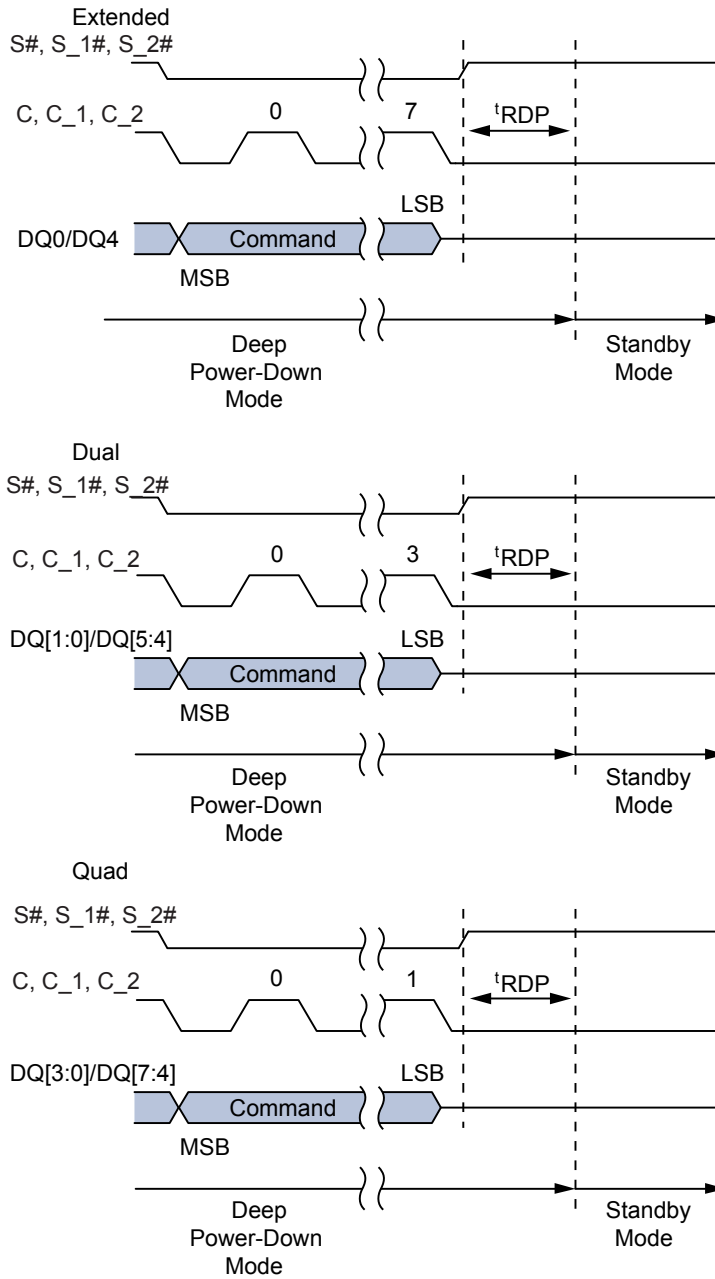 Extended
S#, S_1#, S_2#
C, C_1, C_2
0
7
tRDP
LSB
DQ0/DQ4
Command
MSB
Deep
Power-Down
Mode
Standby
Mode
Dual
S#, S_1#, S_2#
C, C_1, C_2
0
3
tRDP
DQ[1:0]/DQ[5:4]
LSB
Command
MSB
Deep
Power-Down
Mode
Standby
Mode
Quad
S#, S_1#, S_2#
C, C_1, C_2
0
1
tRDP
DQ[3:0]/DQ[7:4]
LSB
Command
MSB
Deep
Power-Down
Mode
Standby
Mode